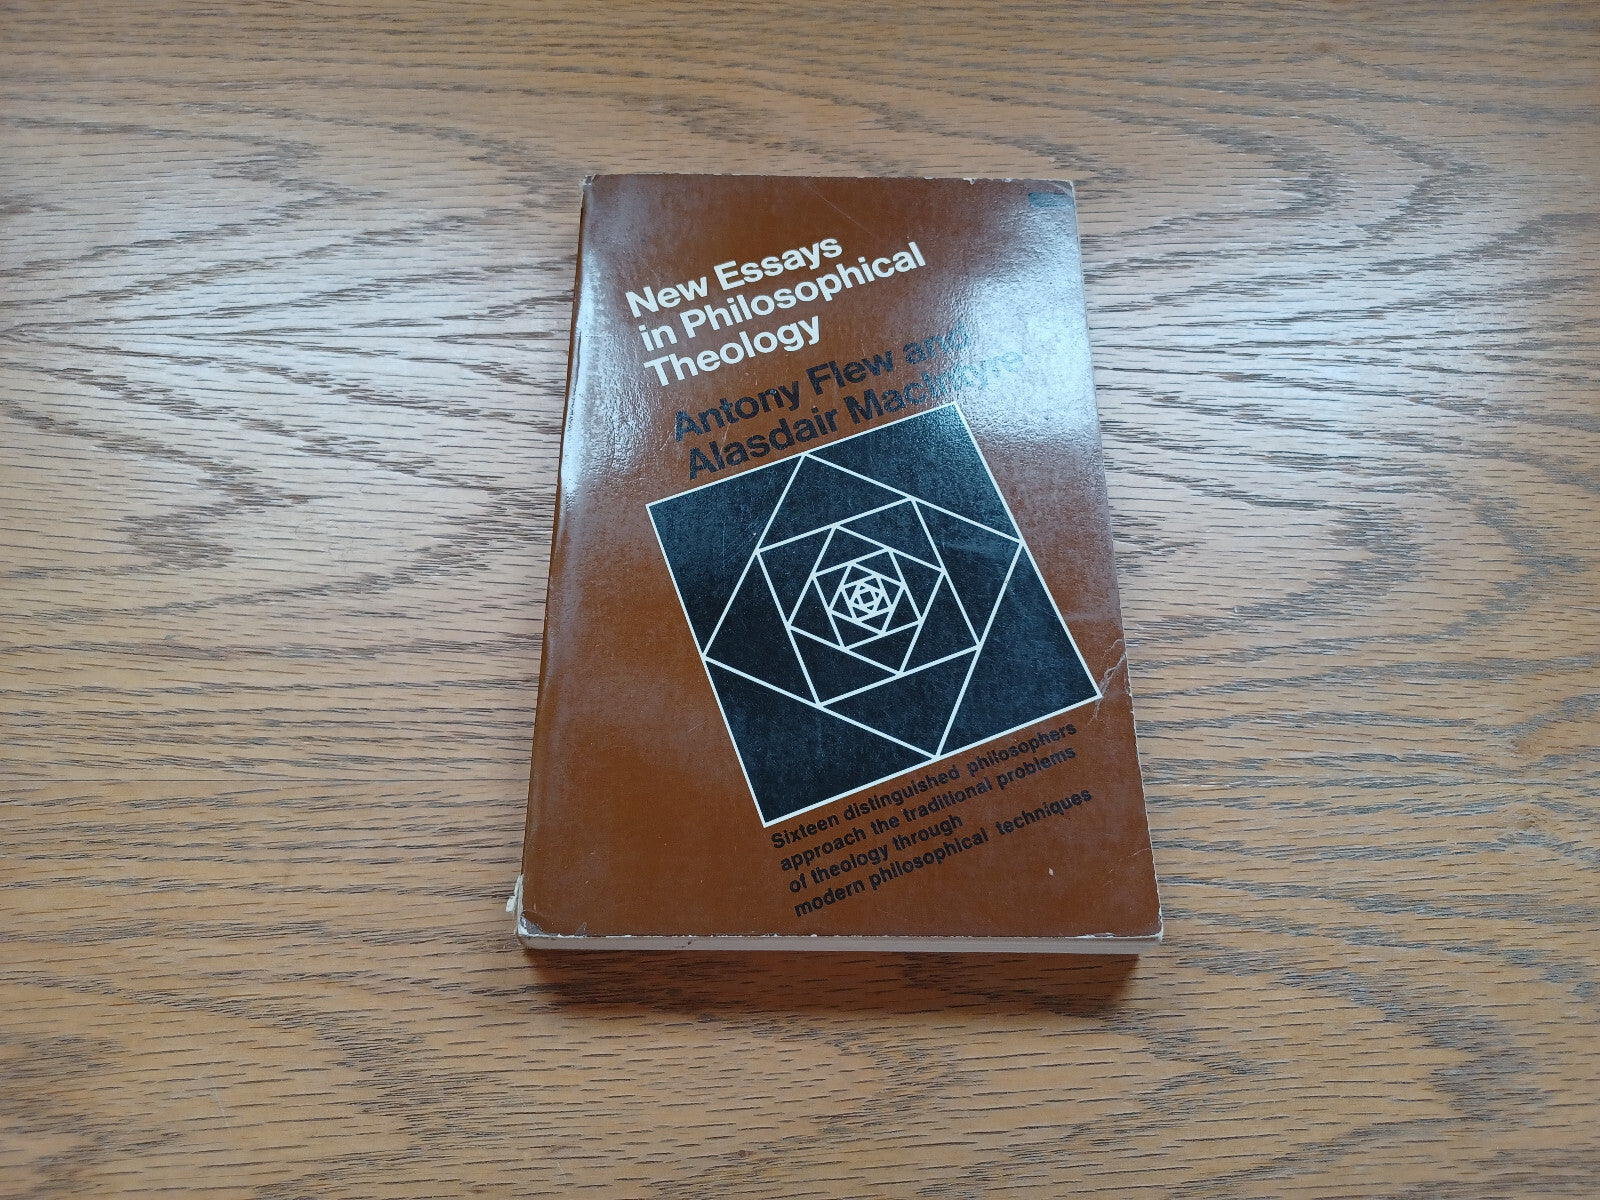 New Essays
in Philosophical
Theology
Antony Flew and
Alasdair MacIntyre
Sixteen distinguished philosophers
approach the traditional problems
of theology through
modern philosophical techniques